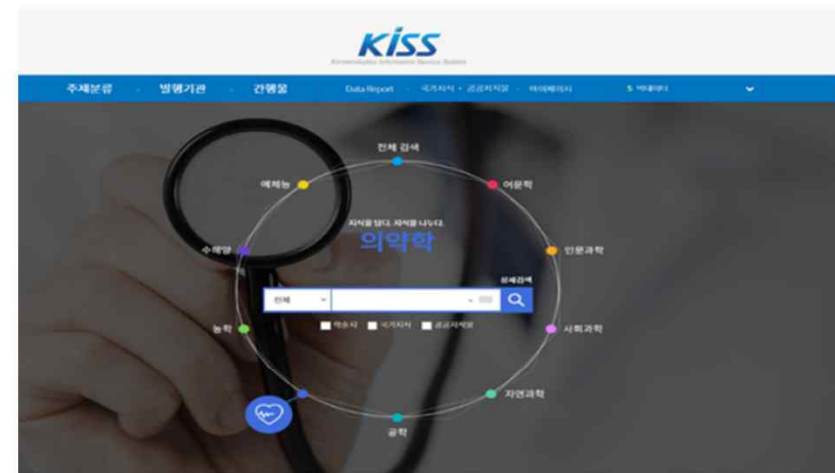 KISS
Koreanstudies Information Service System
주제분류 발행기관 간행물 Data Report 국가지식·공공저작물 마이페이지
전체 검색
예체능
어문학
지식을 담다. 지식을 나누다.
의약학
수해양
인문과학
상세검색
전체
학술지 국가지식 공공저작물
농학
사회과학
자연과학
공학